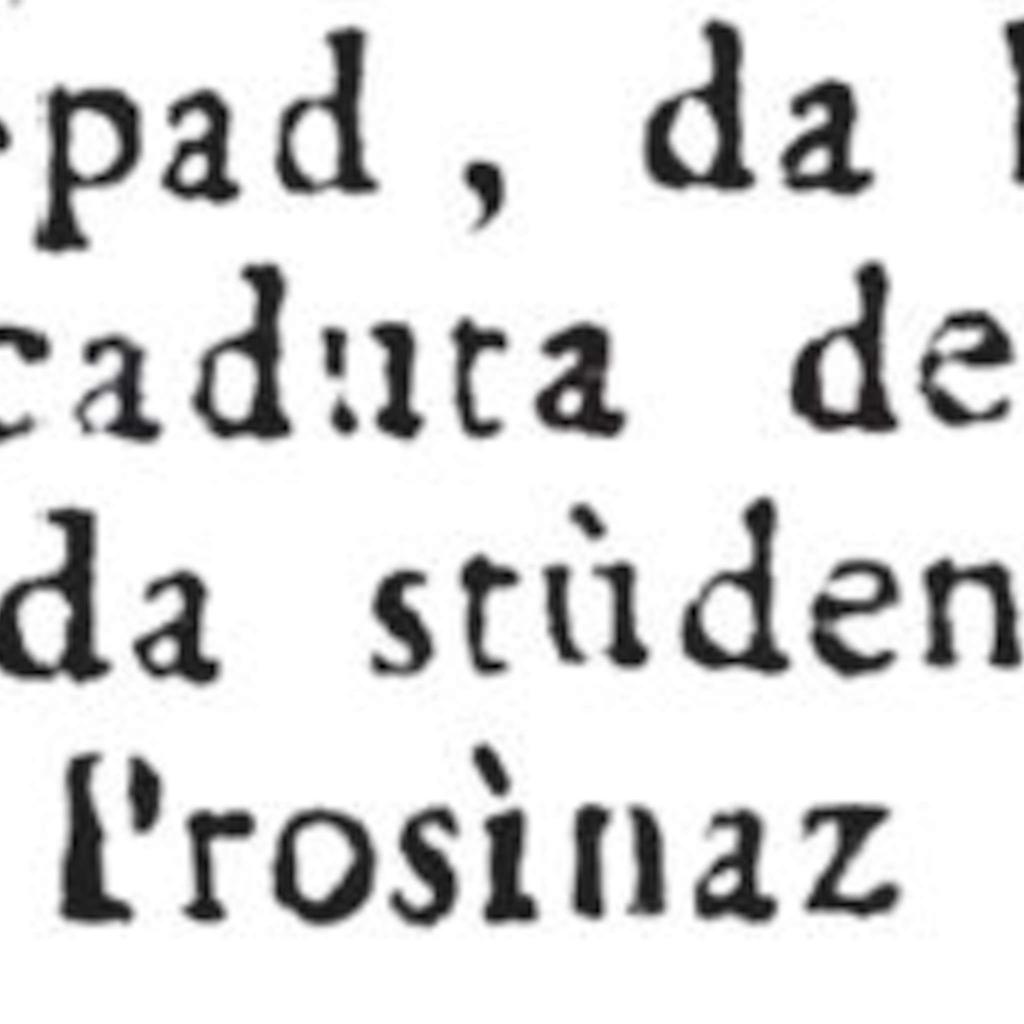 -pad, da
caduta de
da stùden
l'rosìnaz